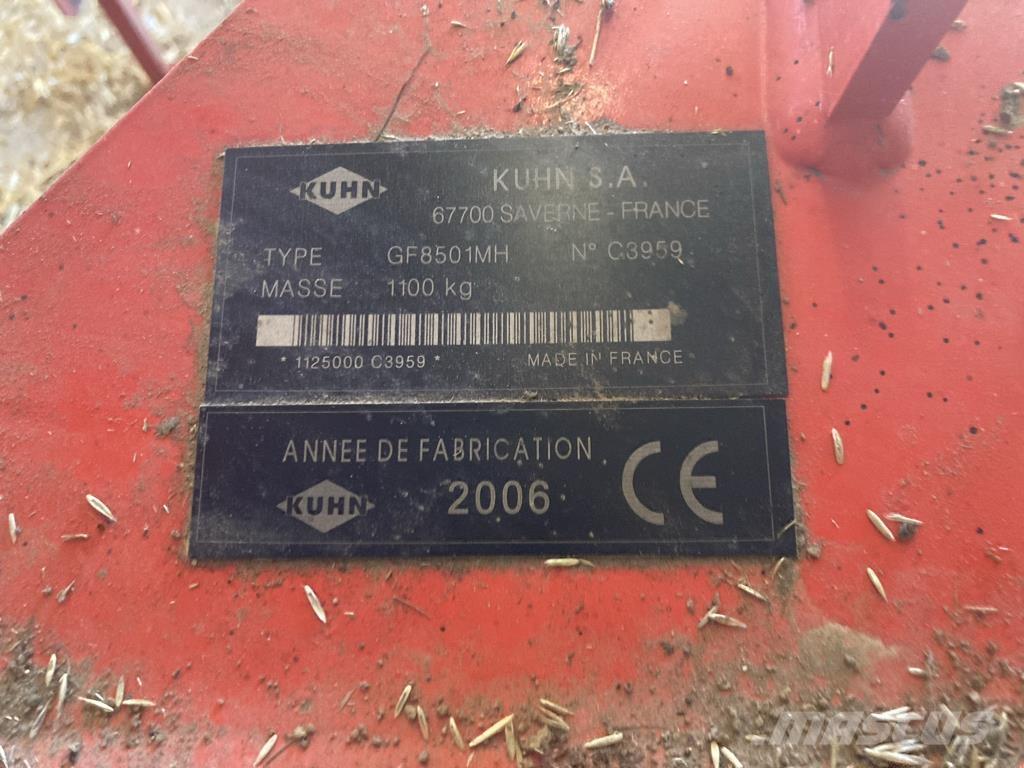 KUHN KUHN S.A.
67700 SAVERNE - FRANCE
TYPE GF8501MH N° C3959
MASSE 1100 kg
* 1125000 C3959 * MADE IN FRANCE
ANNEE DE FABRICATION
KUHN 2006 CE
mascus